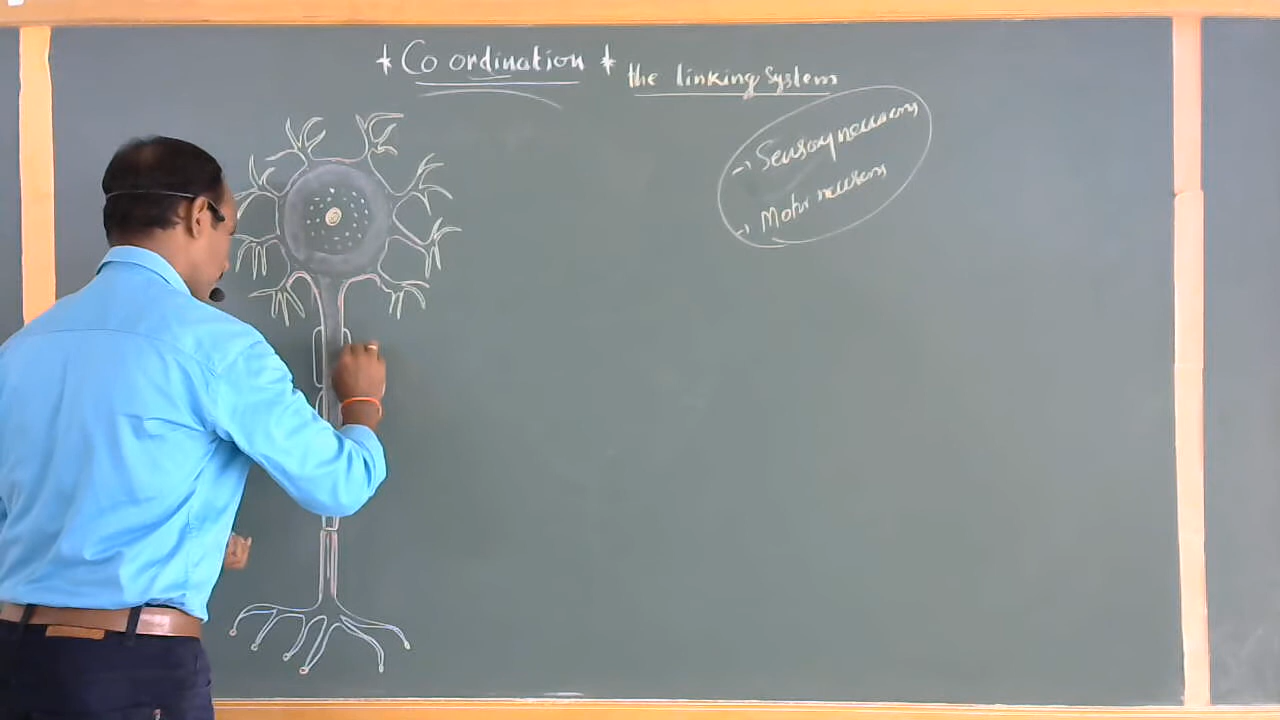 * Co ordination *
the linking system
→ Sensory neurons
→ Motor neurons